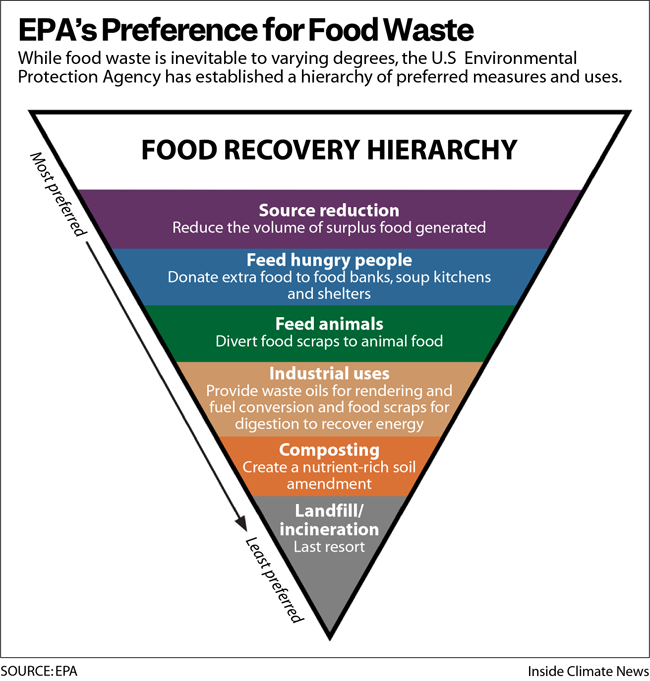 EPA's Preference for Food Waste
While food waste is inevitable to varying degrees, the U.S Environmental
Protection Agency has established a hierarchy of preferred measures and uses.
FOOD RECOVERY HIERARCHY
Most preferred
Source reduction
Reduce the volume of surplus food generated
Feed hungry people
Donate extra food to food banks, soup kitchens
and shelters
Feed animals
Divert food scraps to animal food
Industrial uses
Provide waste oils for rendering and
fuel conversion and food scraps for
digestion to recover energy
Composting
Create a nutrient-rich soil
amendment
Landfill/
incineration
Last resort
Least preferred
SOURCE: EPA
Inside Climate News